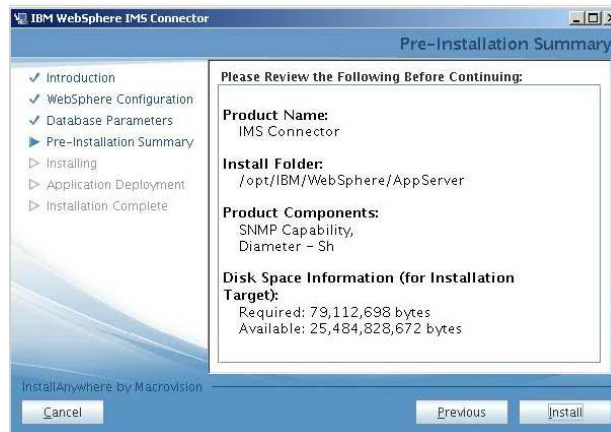 IBM WebSphere IMS Connector
Pre-Installation Summary
Introduction
WebSphere Configuration
Database Parameters
Pre-Installation Summary
Installing
Application Deployment
Installation Complete
Please Review the Following Before Continuing:
Product Name:
IMS Connector
Install Folder:
/opt/IBM/WebSphere/AppServer
Product Components:
SNMP Capability,
Diameter - Sh
Disk Space Information (for Installation
Target):
Required: 79,112,698 bytes
Available: 25,484,828,672 bytes
InstallAnywhere by Macrovision
Cancel
Previous
Install